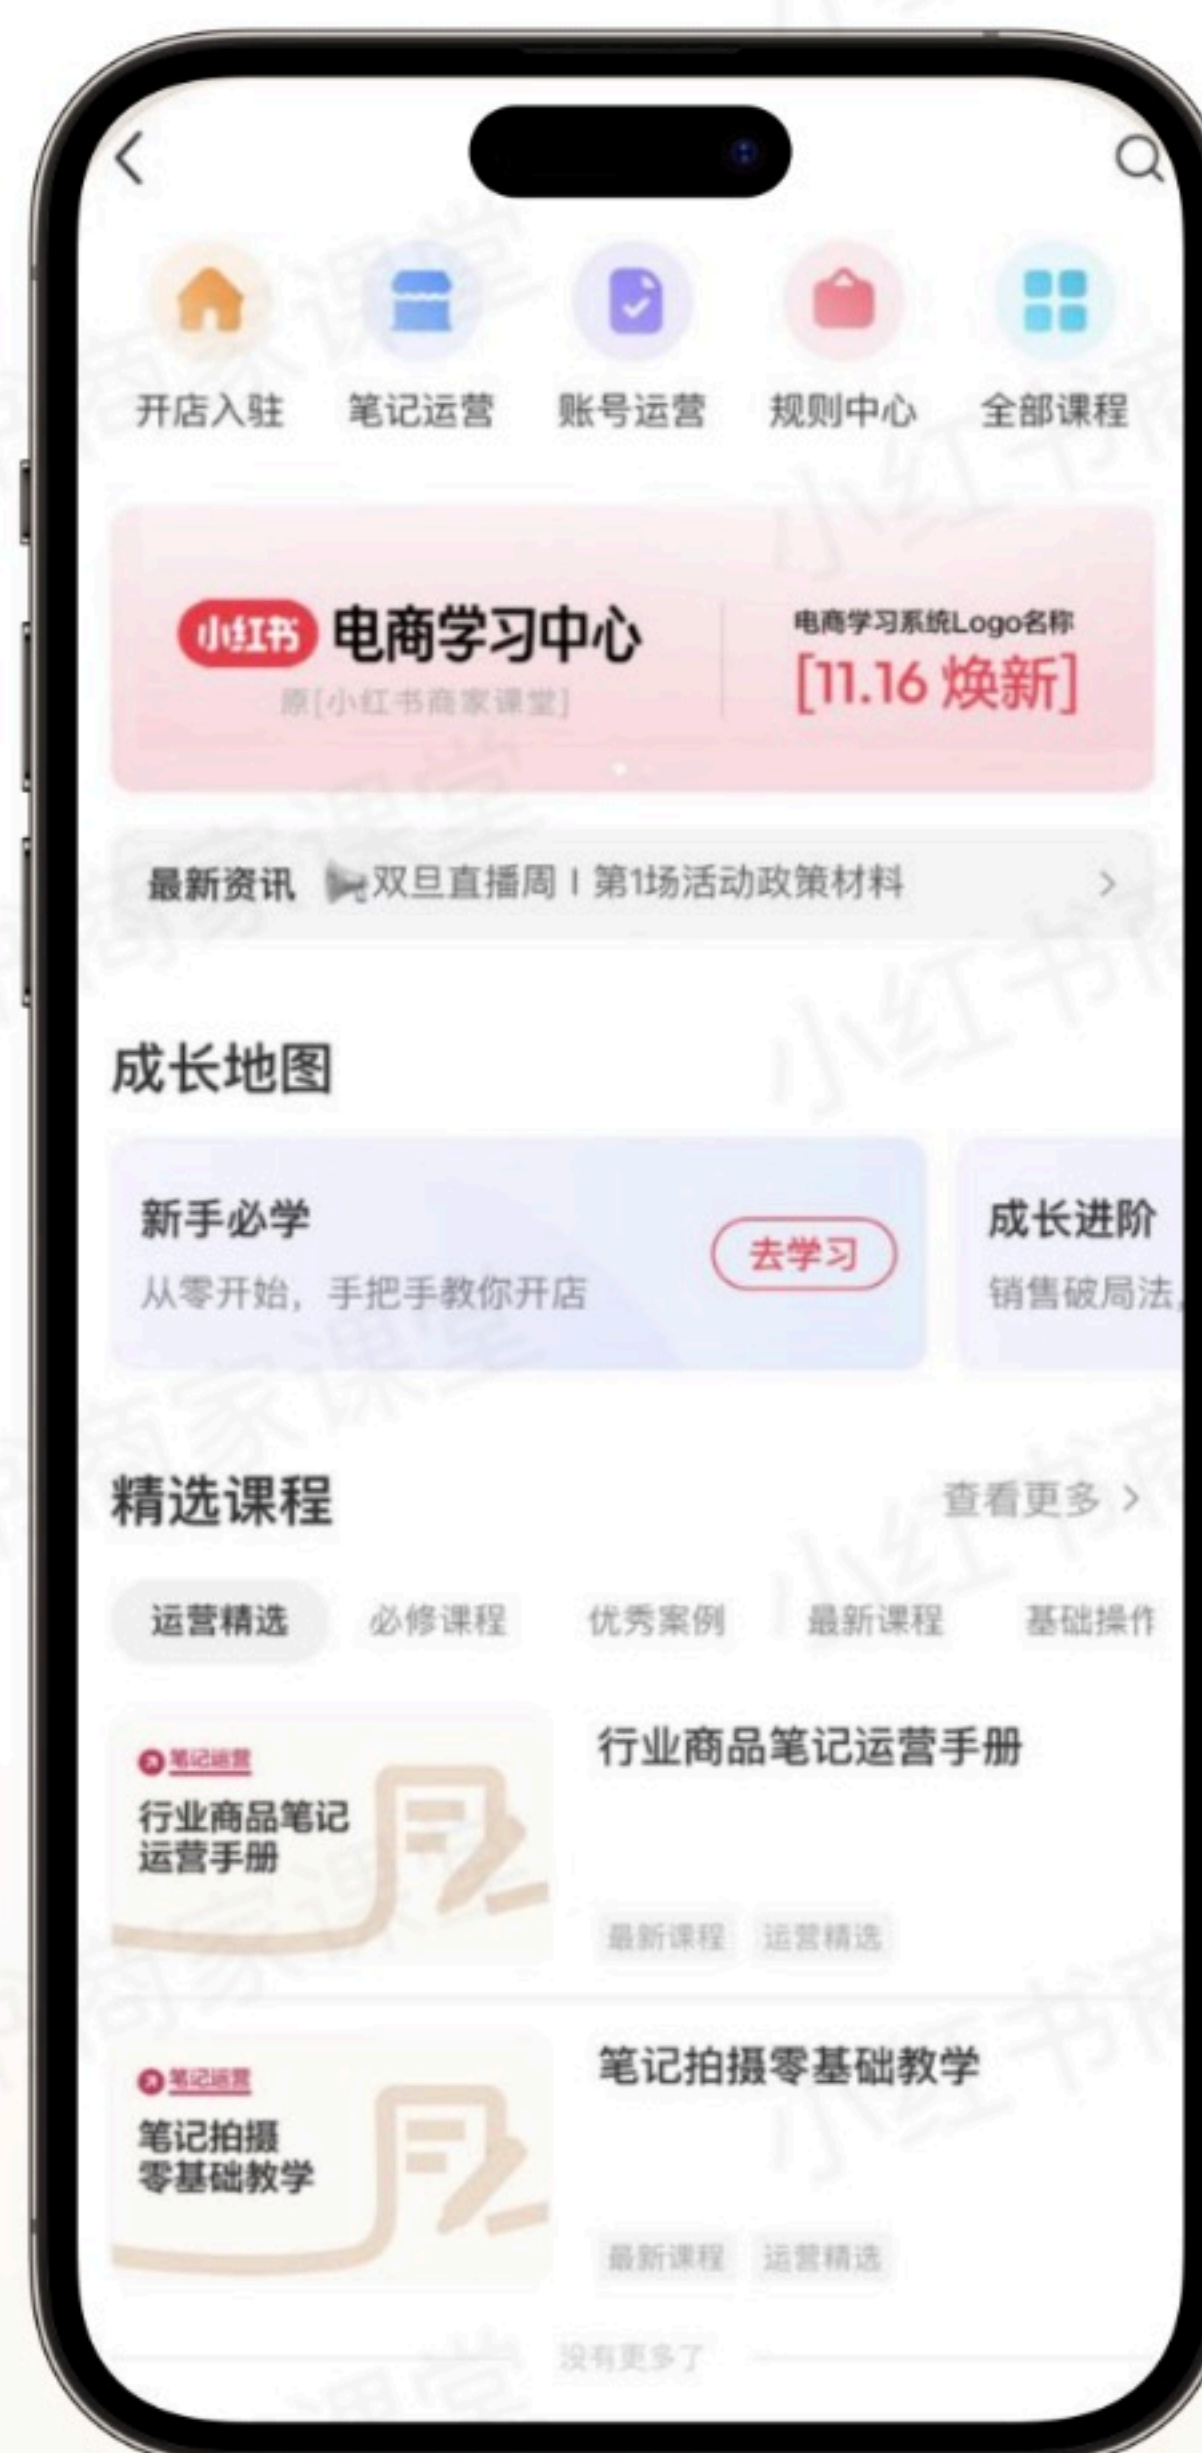 开店入驻 笔记运营 账号运营 规则中心 全部课程
小红书 电商学习中心
原[小红书商家课堂]
电商学习系统Logo名称
[11.16 焕新]
最新资讯 双旦直播周 | 第1场活动政策材料
成长地图
新手必学
从零开始，手把手教你开店
去学习
成长进阶
销售破局法,
精选课程 查看更多
运营精选 必修课程 优秀案例 最新课程 基础操作
笔记运营
行业商品笔记
运营手册
行业商品笔记运营手册
最新课程 运营精选
笔记运营
笔记拍摄
零基础教学
笔记拍摄零基础教学
最新课程 运营精选
没有更多了
小红书商家课堂